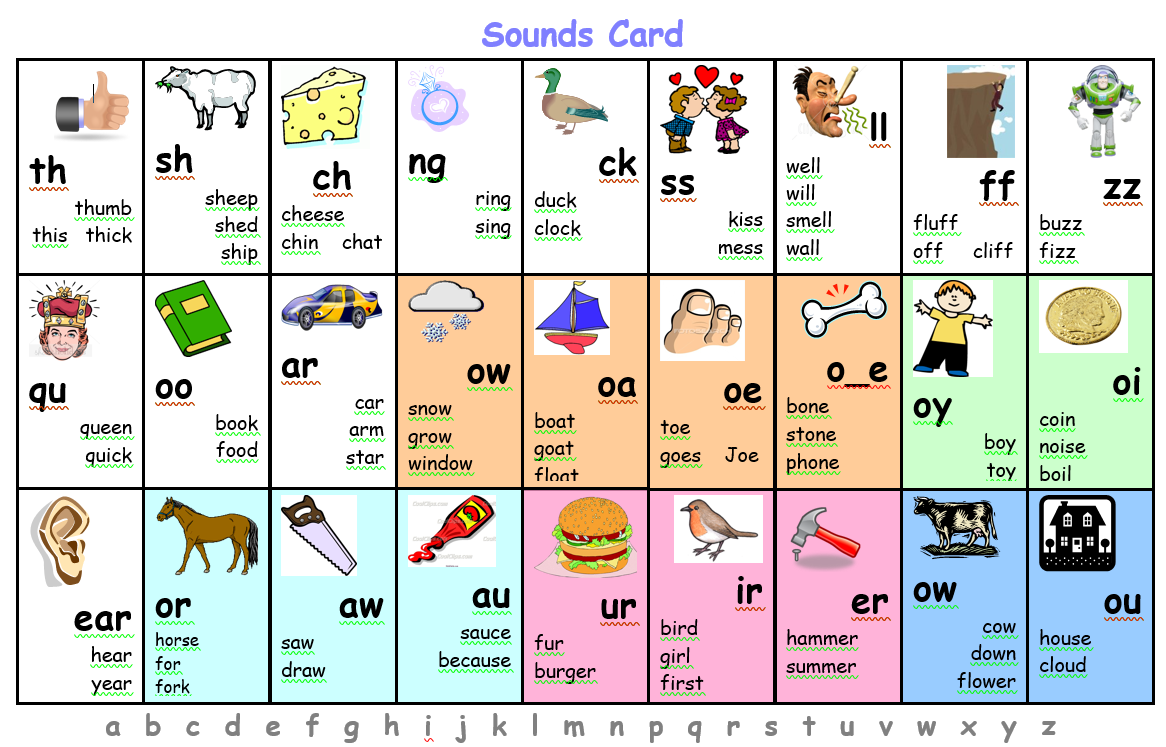 Sounds Card
th
thumb
this thick
sh
sheep
shed
ship
ch
cheese
chin chat
ng
ring
sing
ck
duck
clock
ss
kiss
mess
ll
well
will
smell
wall
ff
fluff
off cliff
zz
buzz
fizz
qu
queen
quick
oo
book
food
ar
car
arm
star
ow
snow
grow
window
oa
boat
goat
float
oe
toe
goes Joe
o_e
bone
stone
phone
oy
boy
toy
oi
coin
noise
boil
ear
hear
year
or
horse
for
fork
aw
saw
draw
au
sauce
because
ur
fur
burger
ir
bird
girl
first
er
hammer
summer
ow
cow
down
flower
ou
house
cloud
a b c d e f g h i j k l m n p q r s t u v w x y z